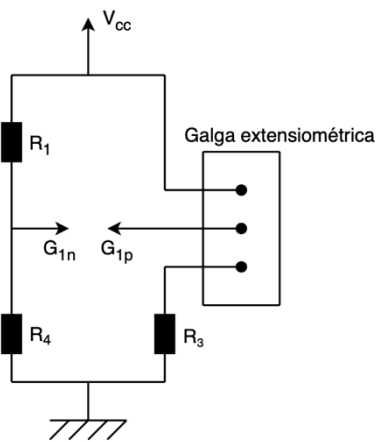 Vcc
Galga extensiométrica
R1
G1n
G1p
R4
R3